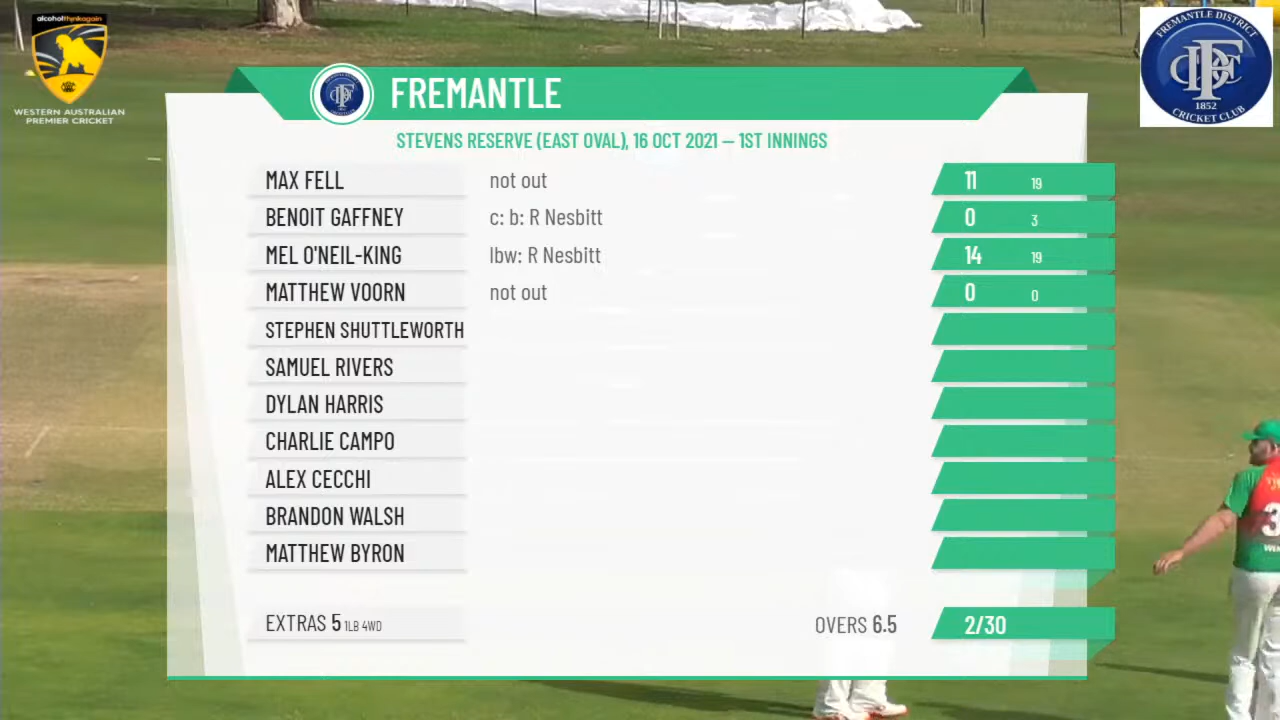 alcoholthinkagain
WESTERN AUSTRALIAN
PREMIER CRICKET
FREMANTLE DISTRICT
1852
CRICKET CLUB
FREMANTLE
STEVENS RESERVE (EAST OVAL), 16 OCT 2021 – 1ST INNINGS
MAX FELL not out 11 19
BENOIT GAFFNEY c: b: R Nesbitt 0 3
MEL O'NEIL-KING lbw: R Nesbitt 14 19
MATTHEW VOORN not out 0 0
STEPHEN SHUTTLEWORTH
SAMUEL RIVERS
DYLAN HARRIS
CHARLIE CAMPO
ALEX CECCHI
BRANDON WALSH
MATTHEW BYRON
EXTRAS 5 1LB 4WD OVERS 6.5 2/30
3